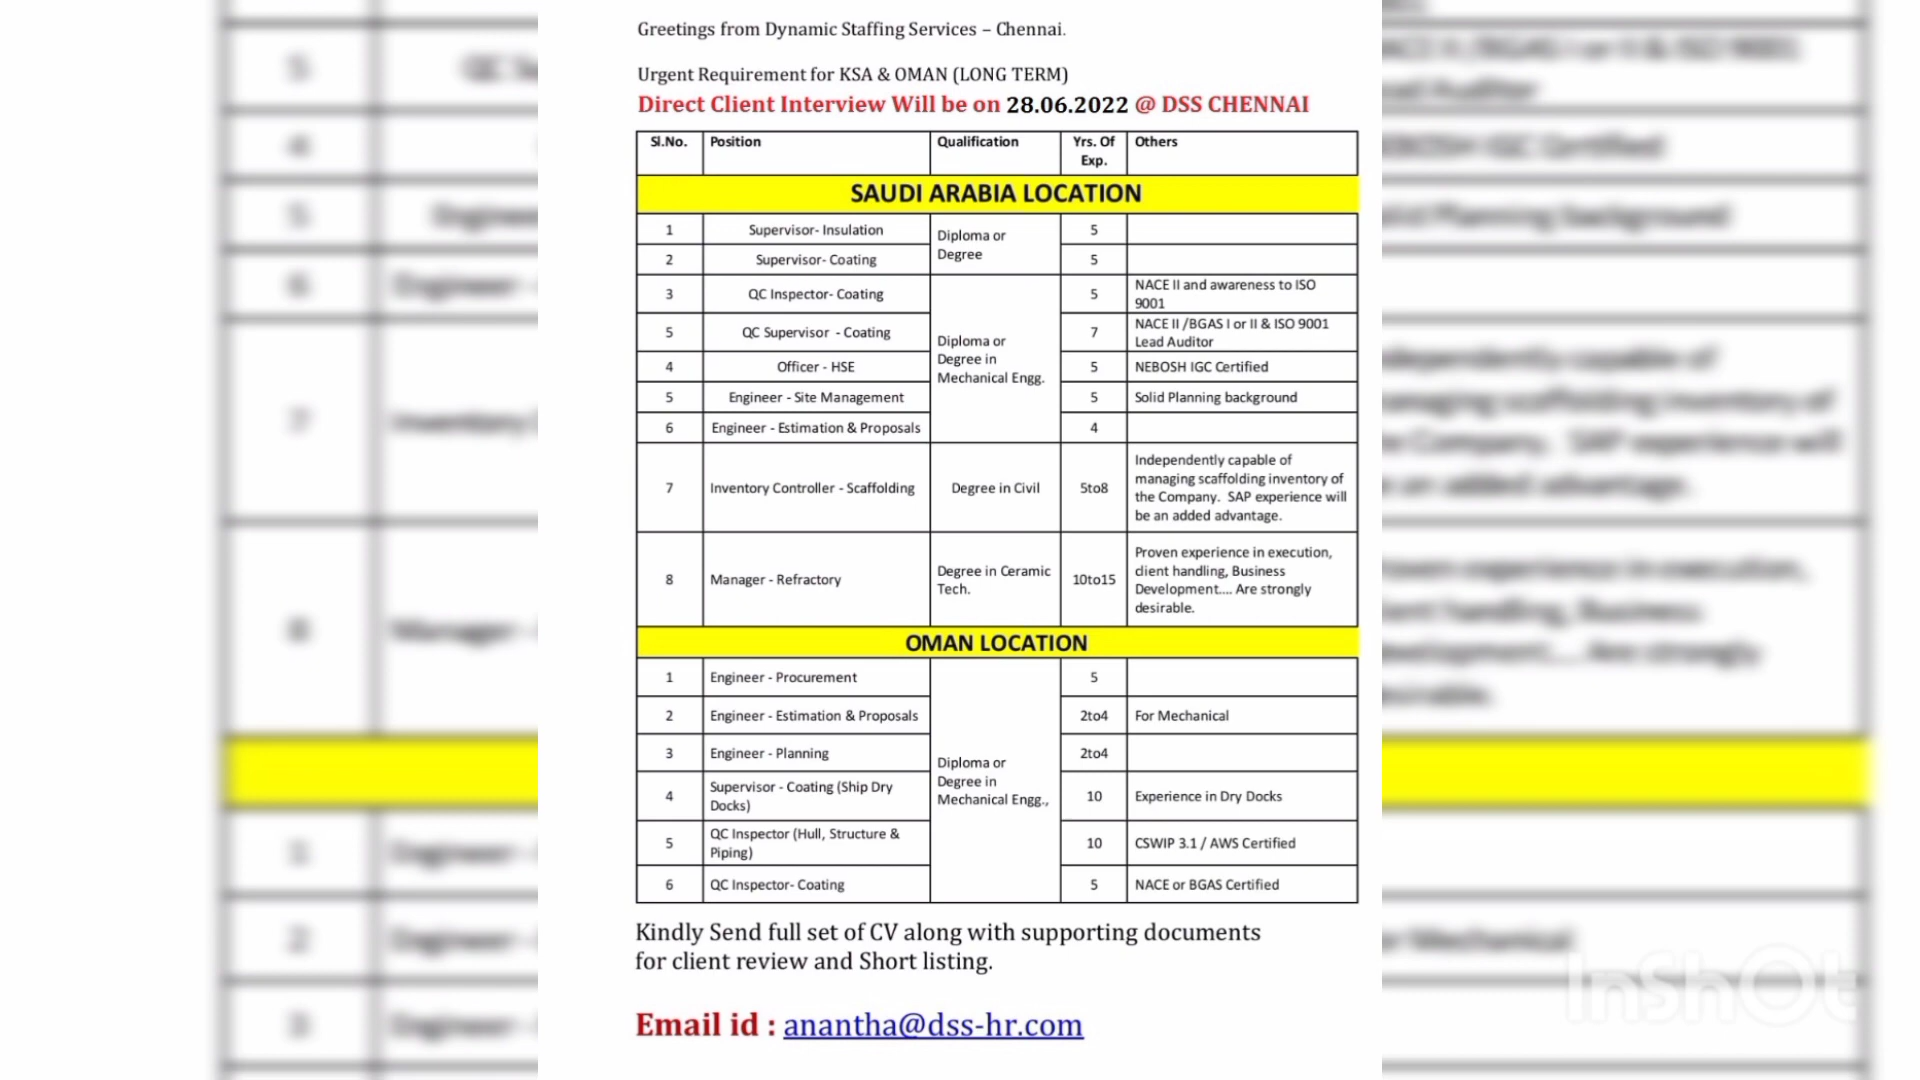 Greetings from Dynamic Staffing Services – Chennai.
Urgent Requirement for KSA & OMAN (LONG TERM)
Direct Client Interview Will be on 28.06.2022 @ DSS CHENNAI
Sl.No. Position Qualification Yrs. Of Exp. Others
SAUDI ARABIA LOCATION
1 Supervisor- Insulation Diploma or Degree 5
2 Supervisor- Coating 5
3 QC Inspector- Coating Diploma or Degree in Mechanical Engg. 5 NACE II and awareness to ISO 9001
5 QC Supervisor - Coating 7 NACE II /BGAS I or II & ISO 9001 Lead Auditor
4 Officer - HSE 5 NEBOSH IGC Certified
5 Engineer - Site Management 5 Solid Planning background
6 Engineer - Estimation & Proposals 4
7 Inventory Controller - Scaffolding Degree in Civil 5to8 Independently capable of managing scaffolding inventory of the Company. SAP experience will be an added advantage.
8 Manager - Refractory Degree in Ceramic Tech. 10to15 Proven experience in execution, client handling, Business Development.... Are strongly desirable.
OMAN LOCATION
1 Engineer - Procurement Diploma or Degree in Mechanical Engg., 5
2 Engineer - Estimation & Proposals 2to4 For Mechanical
3 Engineer - Planning 2to4
4 Supervisor - Coating (Ship Dry Docks) 10 Experience in Dry Docks
5 QC Inspector (Hull, Structure & Piping) 10 CSWIP 3.1 / AWS Certified
6 QC Inspector- Coating 5 NACE or BGAS Certified
Kindly Send full set of CV along with supporting documents
for client review and Short listing.
Email id : anantha@dss-hr.com
InShOt